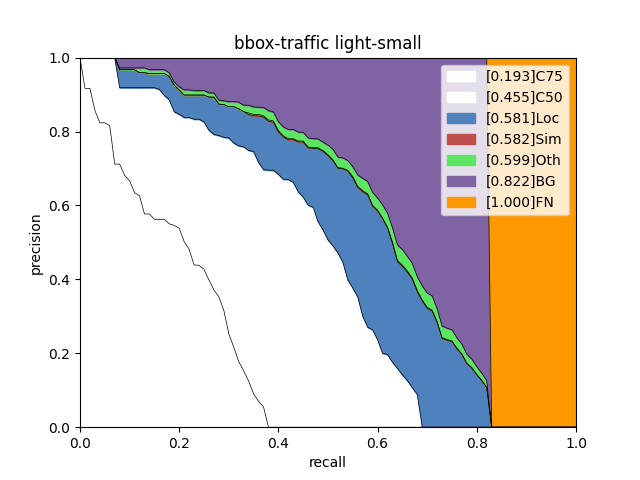 bbox-traffic light-small
precision
1.0
0.8
0.6
0.4
0.2
0.0
[0.193]C75
[0.455]C50
[0.581]Loc
[0.582]Sim
[0.599]Oth
[0.822]BG
[1.000]FN
0.0 0.2 0.4 0.6 0.8 1.0
recall